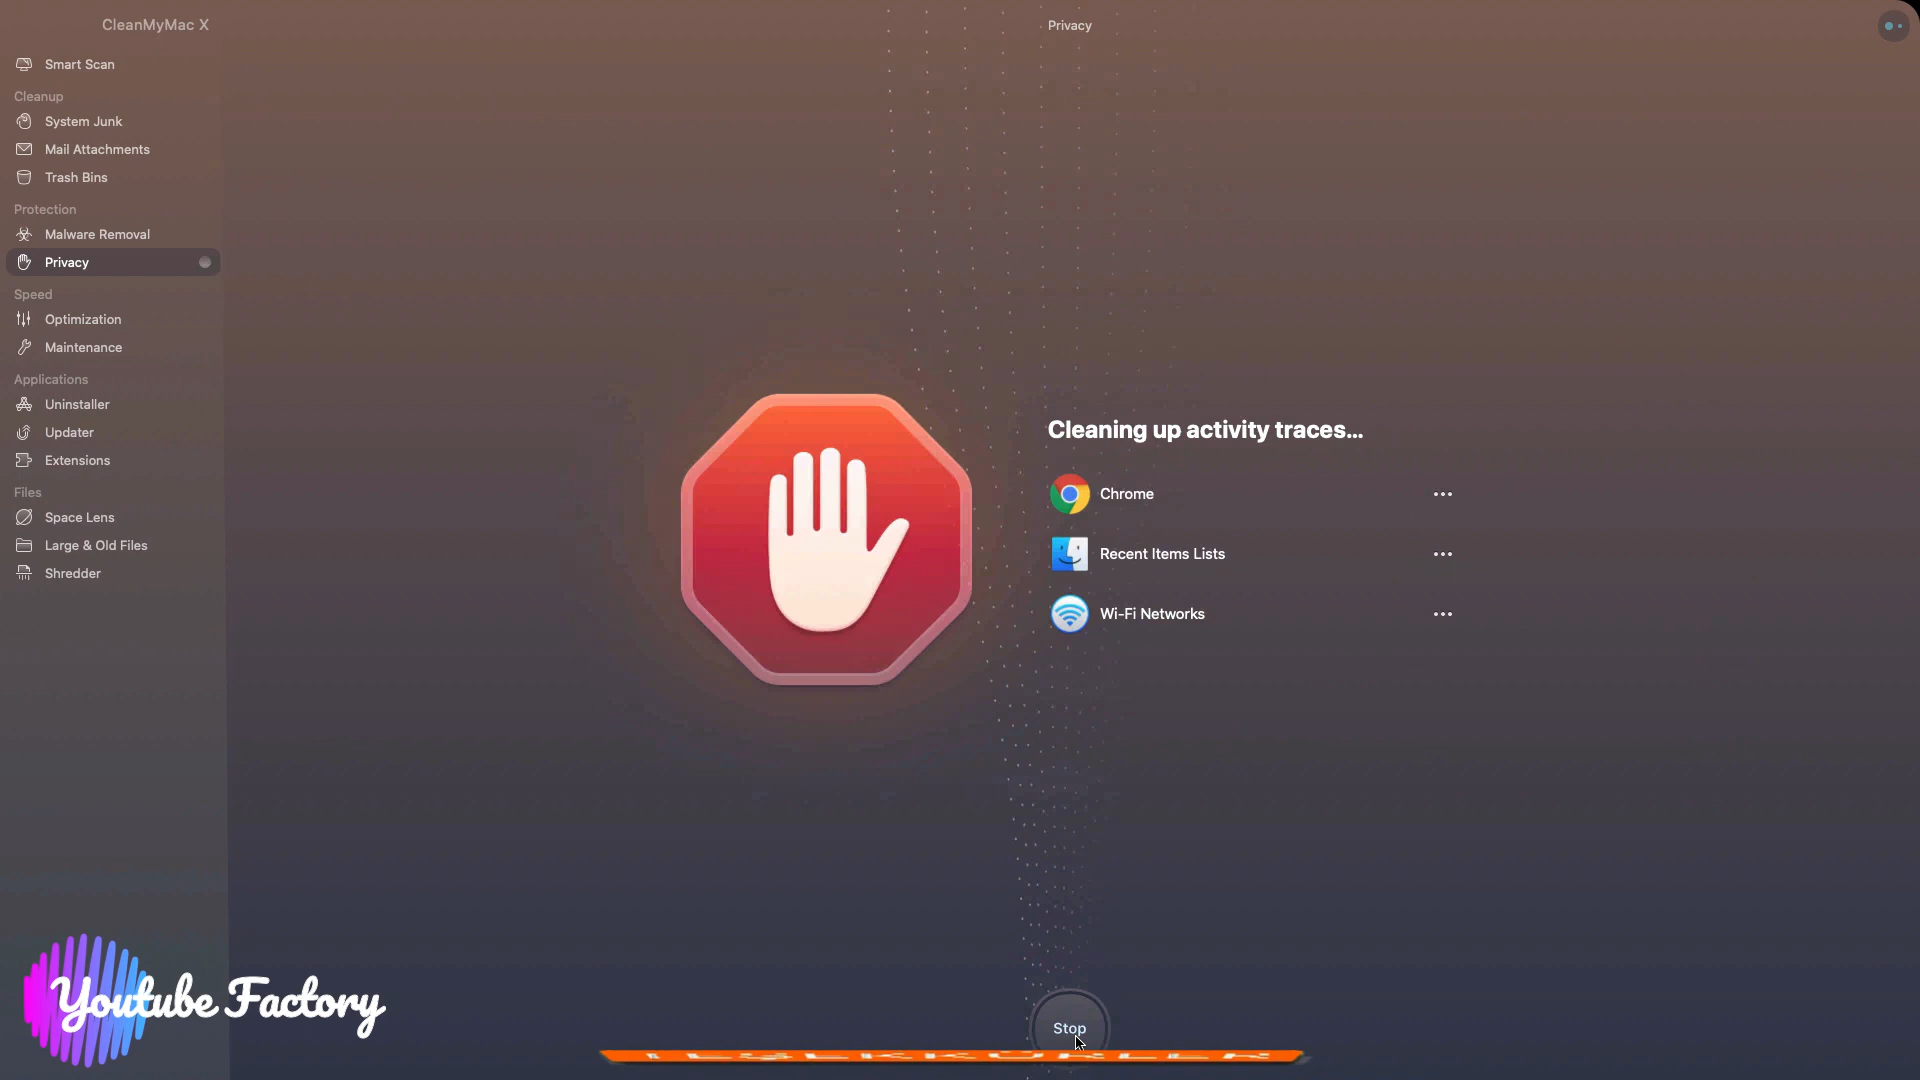 CleanMyMac X
Privacy
Smart Scan
Cleanup
System Junk
Mail Attachments
Trash Bins
Protection
Malware Removal
Privacy
Speed
Optimization
Maintenance
Applications
Uninstaller
Updater
Extensions
Files
Space Lens
Large & Old Files
Shredder
Cleaning up activity traces...
Chrome
Recent Items Lists
Wi-Fi Networks
Stop
Youtube Factory